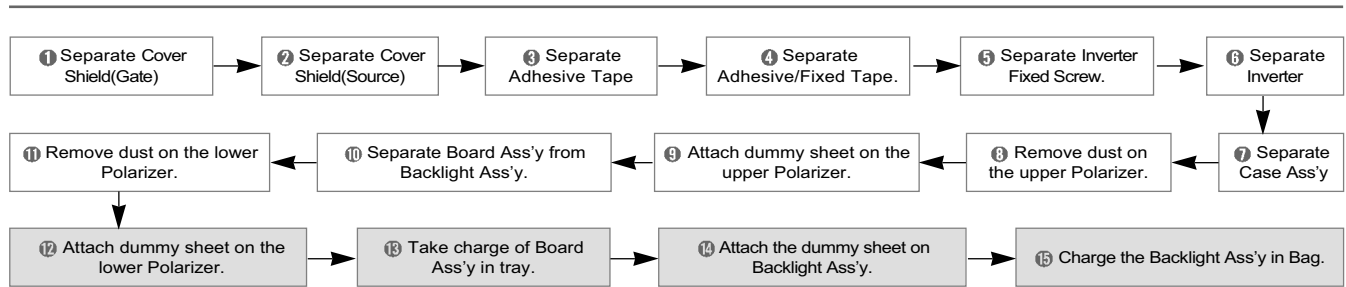 ❶ Separate Cover
Shield(Gate)
❷ Separate Cover
Shield(Source)
❸ Separate
Adhesive Tape
❹ Separate
Adhesive/Fixed Tape.
❺ Separate Inverter
Fixed Screw.
❻ Separate
Inverter
❼ Separate
Case Ass'y
❽ Remove dust on
the upper Polarizer.
❾ Attach dummy sheet on the
upper Polarizer.
❿ Separate Board Ass'y from
Backlight Ass'y.
⓫ Remove dust on the lower
Polarizer.
⓬ Attach dummy sheet on the
lower Polarizer.
⓭ Take charge of Board
Ass'y in tray.
⓮ Attach the dummy sheet on
Backlight Ass'y.
⓯ Charge the Backlight Ass'y in Bag.